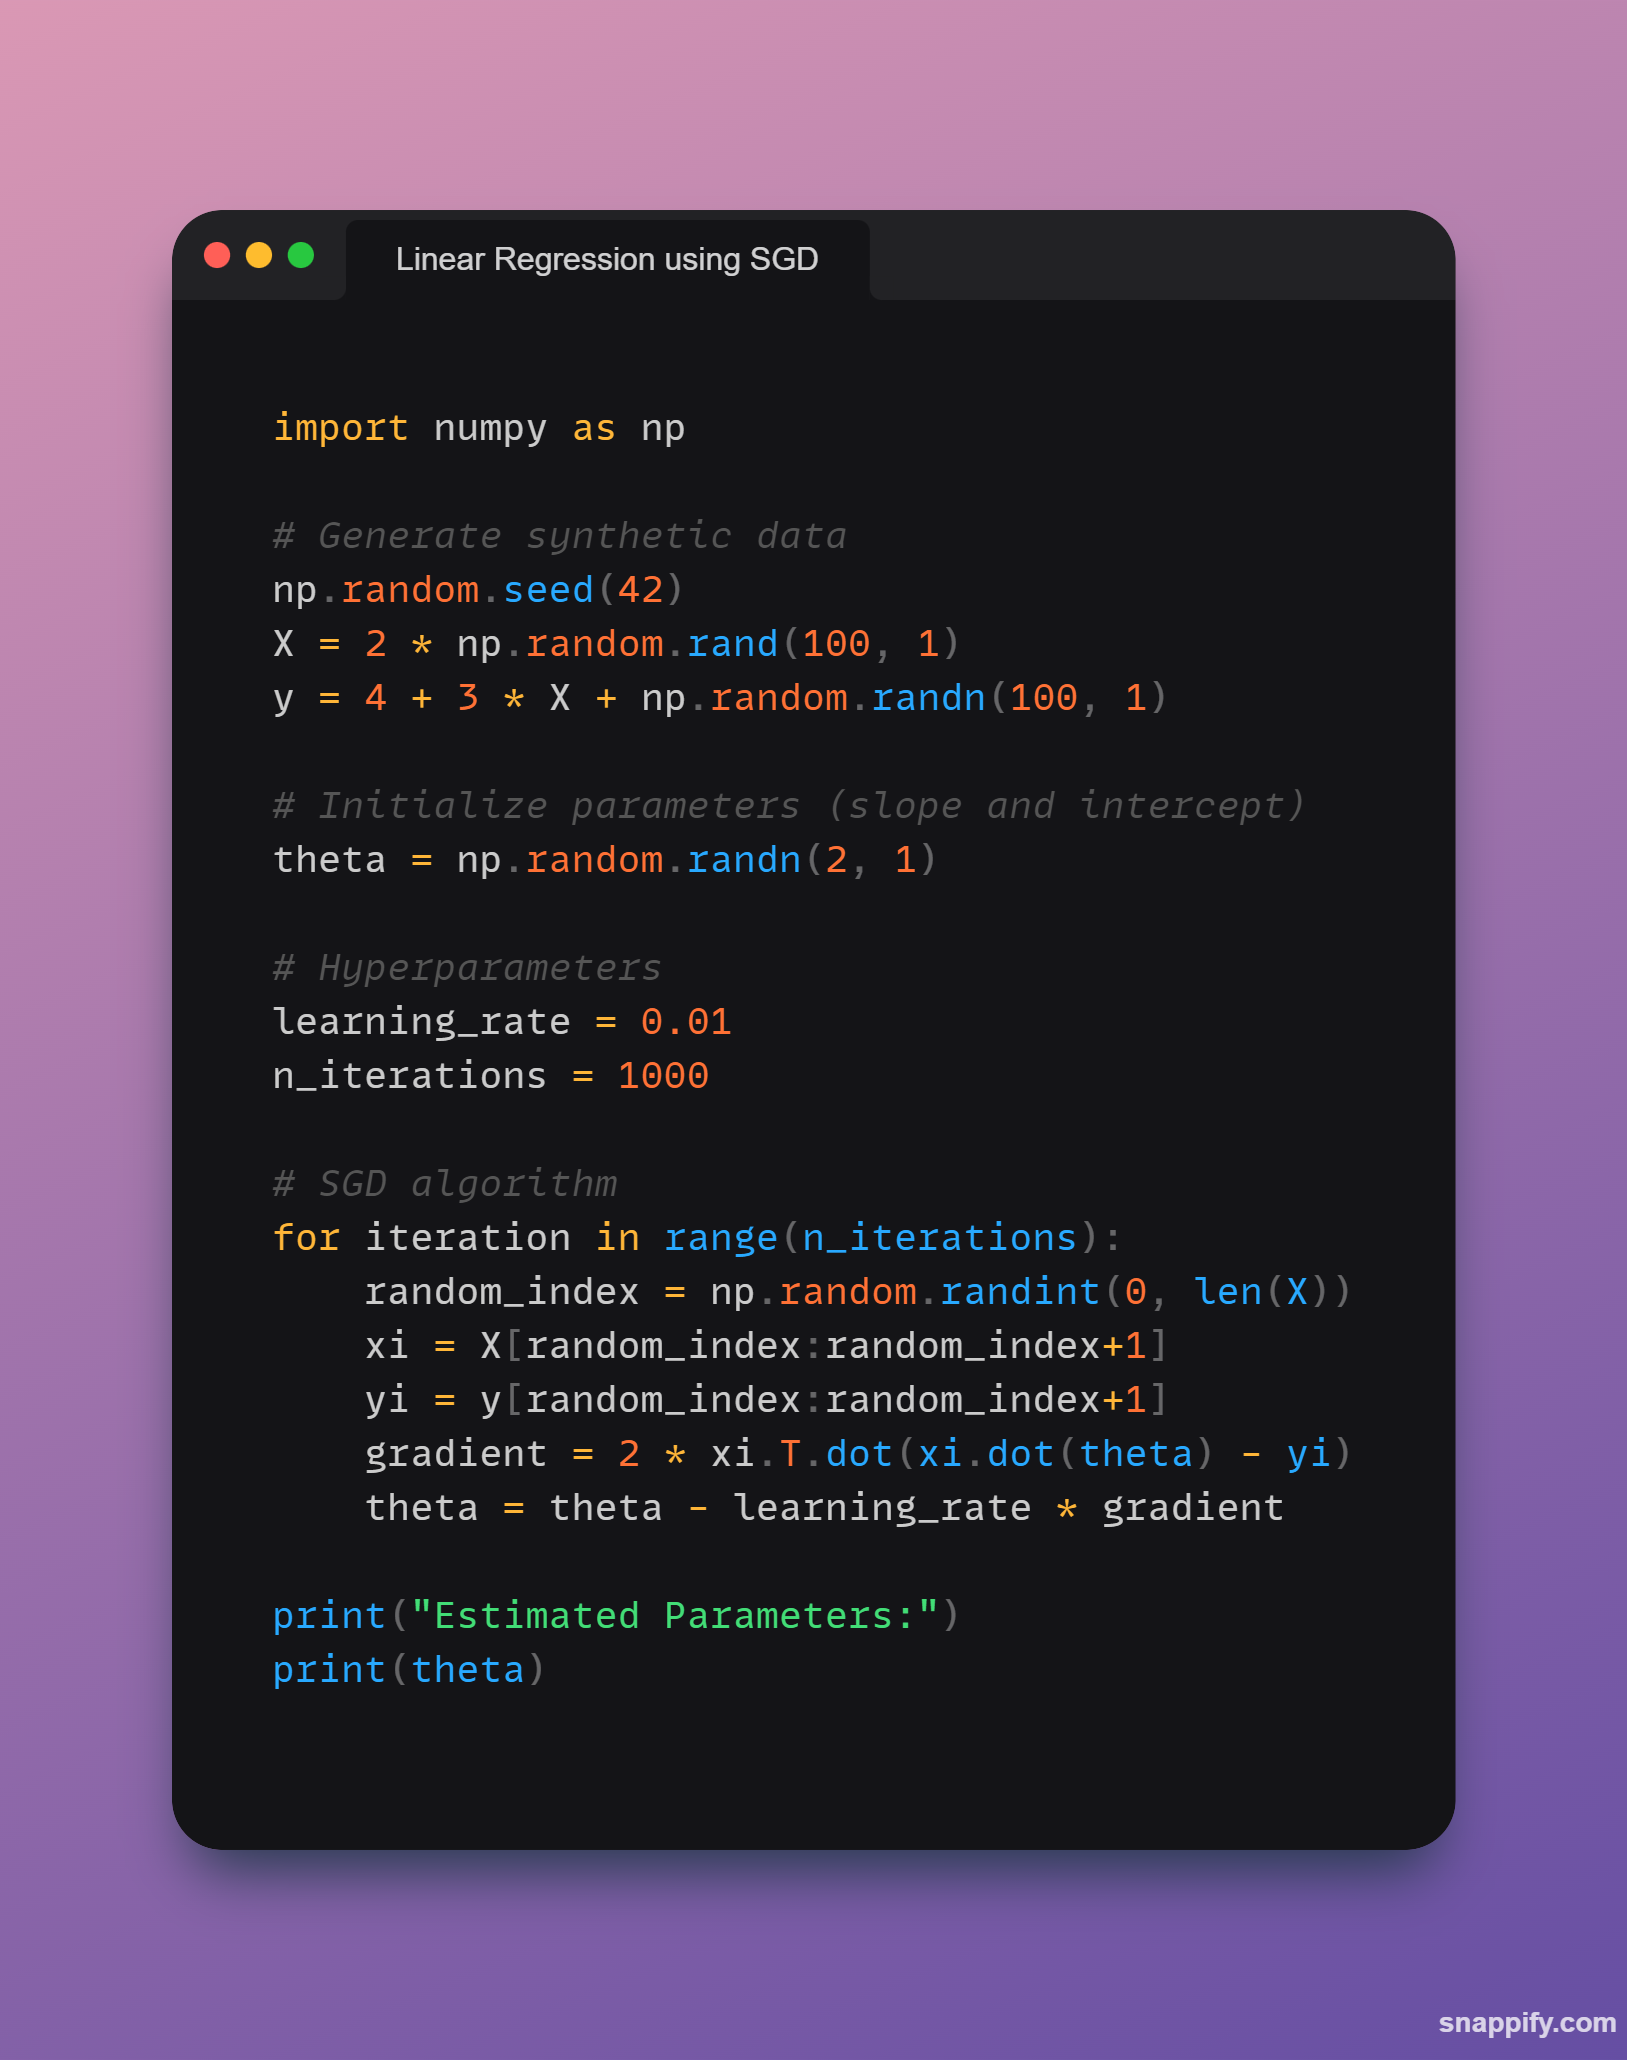 Linear Regression using SGD
import numpy as np
# Generate synthetic data
np.random.seed(42)
X = 2 * np.random.rand(100, 1)
y = 4 + 3 * X + np.random.randn(100, 1)
# Initialize parameters (slope and intercept)
theta = np.random.randn(2, 1)
# Hyperparameters
learning_rate = 0.01
n_iterations = 1000
# SGD algorithm
for iteration in range(n_iterations):
    random_index = np.random.randint(0, len(X))
    xi = X[random_index:random_index+1]
    yi = y[random_index:random_index+1]
    gradient = 2 * xi.T.dot(xi.dot(theta) - yi)
    theta = theta - learning_rate * gradient
print("Estimated Parameters:")
print(theta)
snappify.com